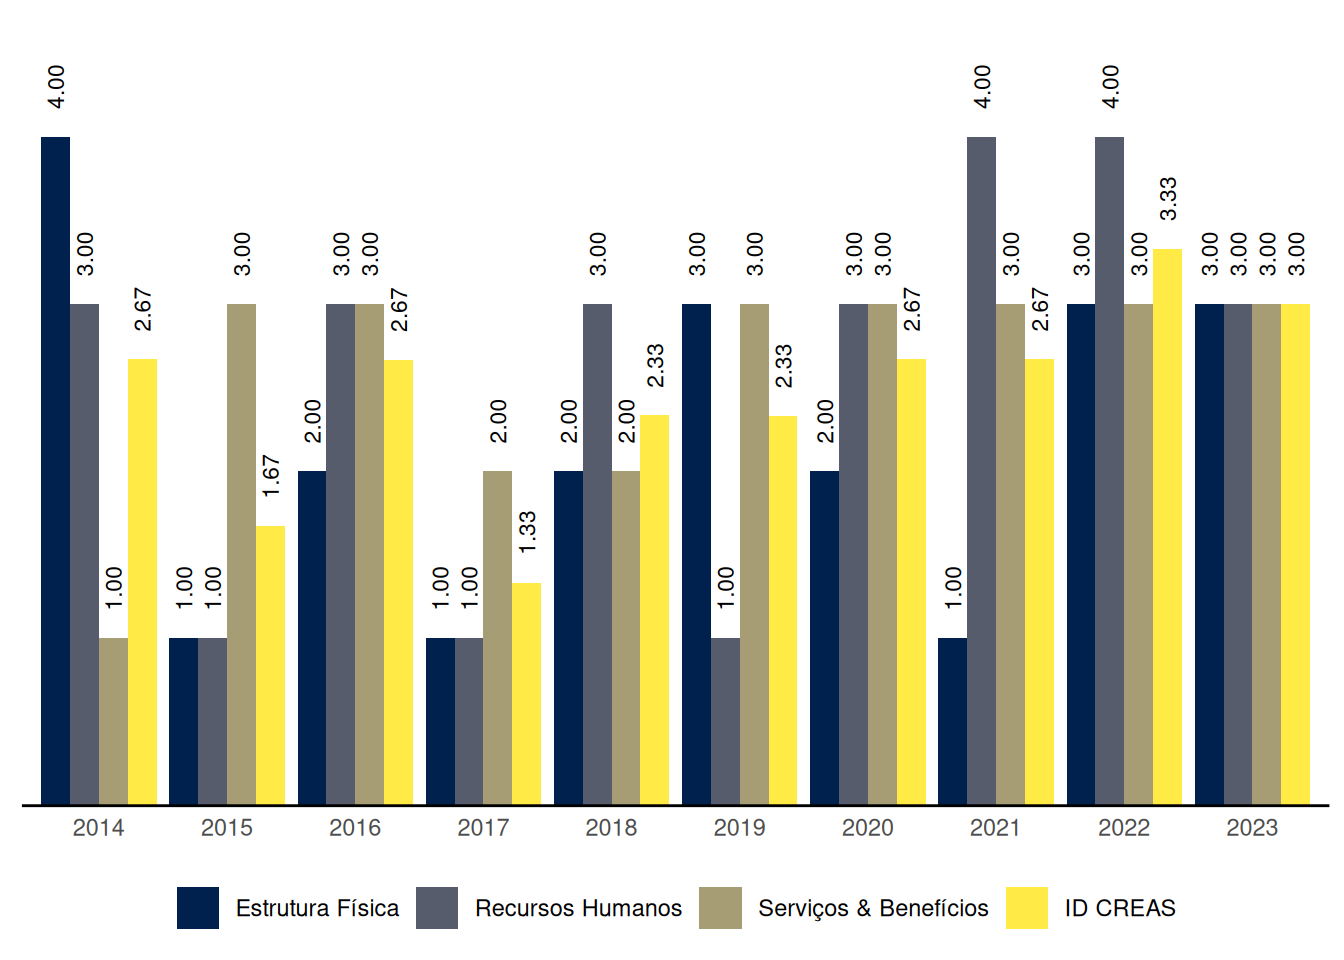 4.00 3.00 1.00 2.67
1.00 1.00 3.00 1.67
2.00 3.00 3.00 2.67
1.00 1.00 2.00 1.33
2.00 3.00 2.00 2.33
3.00 1.00 3.00 2.33
2.00 3.00 3.00 2.67
1.00 4.00 3.00 2.67
3.00 4.00 3.00 3.33
3.00 3.00 3.00 3.00
2014 2015 2016 2017 2018 2019 2020 2021 2022 2023
Estrutura Física Recursos Humanos Serviços & Benefícios ID CREAS